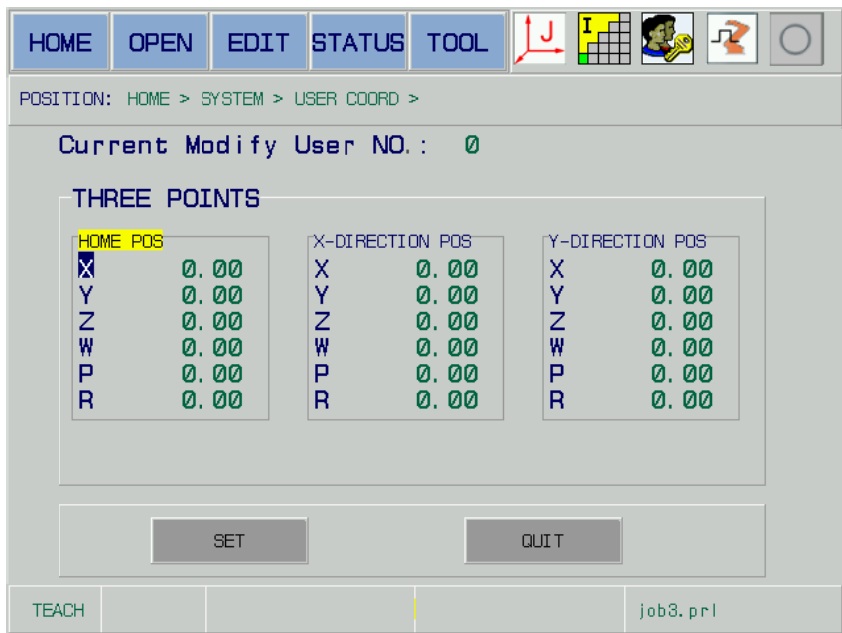 HOME OPEN EDIT STATUS TOOL J I
POSITION: HOME > SYSTEM > USER COORD >
Current Modify User NO.: 0
THREE POINTS
HOME POS X-DIRECTION POS Y-DIRECTION POS
X 0.00 X 0.00 X 0.00
Y 0.00 Y 0.00 Y 0.00
Z 0.00 Z 0.00 Z 0.00
W 0.00 W 0.00 W 0.00
P 0.00 P 0.00 P 0.00
R 0.00 R 0.00 R 0.00
SET QUIT
TEACH job3.prl